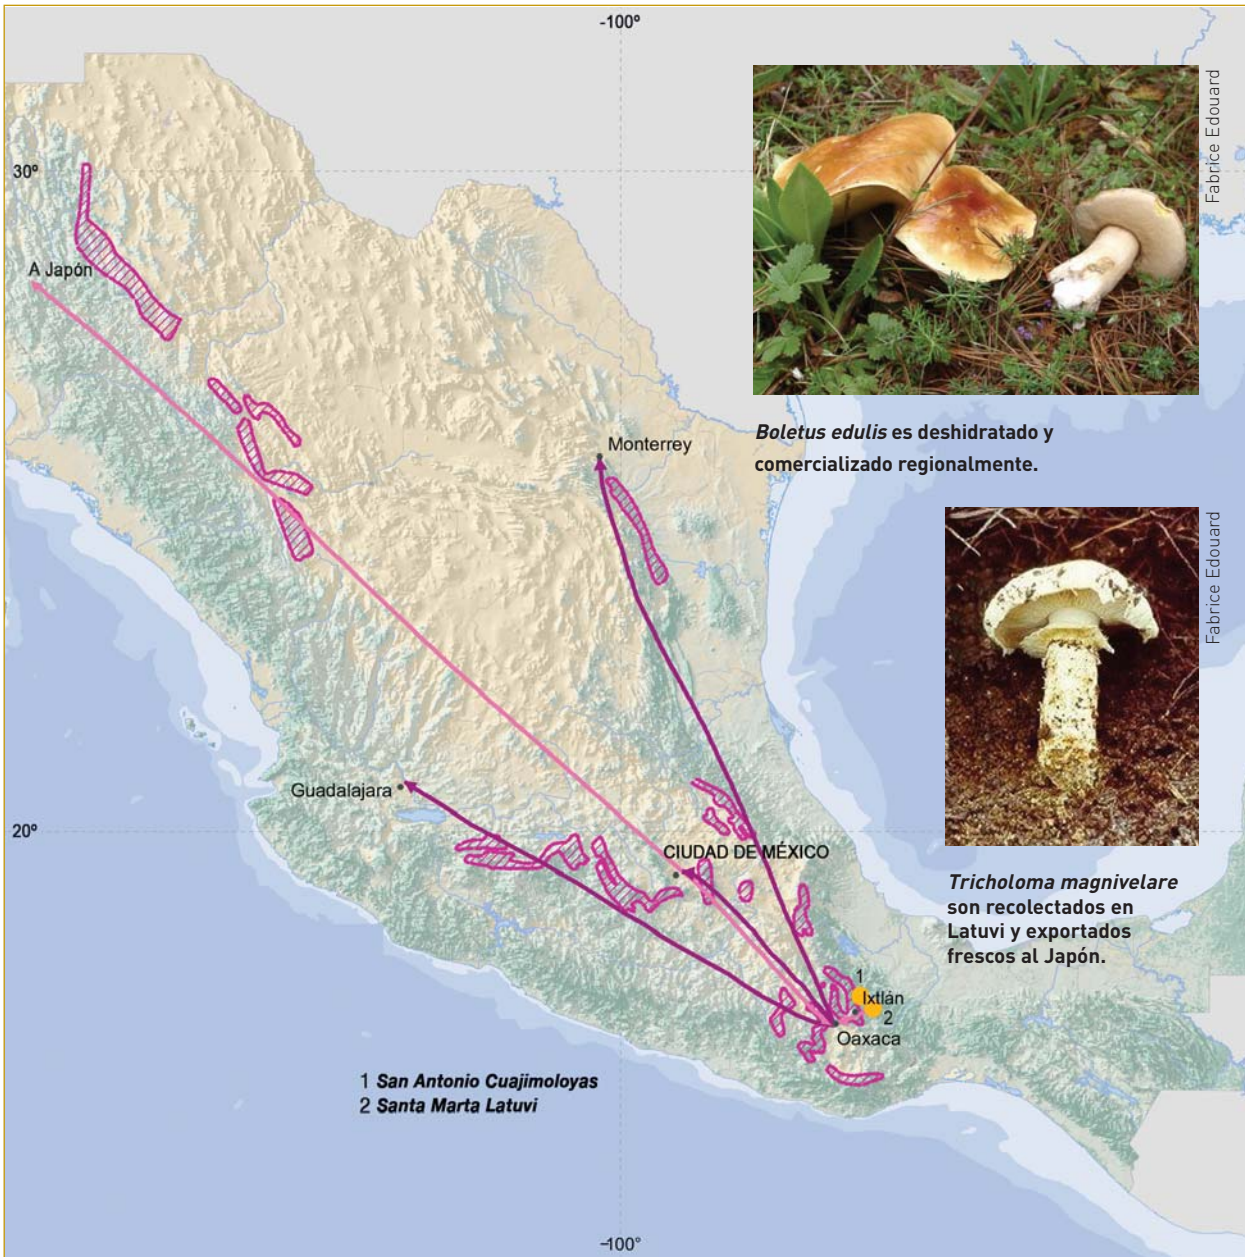 -100º
Fabrice Edouard
30º
A Japón
Monterrey
Boletus edulis es deshidratado y
comercializado regionalmente.
Fabrice Edouard
Guadalajara
20º
CIUDAD DE MÉXICO
Tricholoma magnivelare
son recolectados en
Latuvi y exportados
frescos al Japón.
1
Ixtlán
2
Oaxaca
1 San Antonio Cuajimoloyas
2 Santa Marta Latuvi
-100°